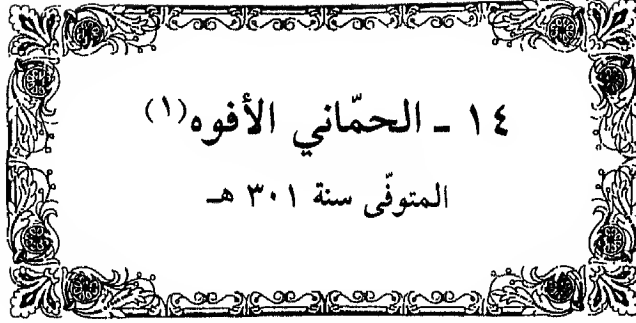 ١٤ ـ الحمّاني الأفوه(١)
المتوفّى سنة ٣٠١ هـ